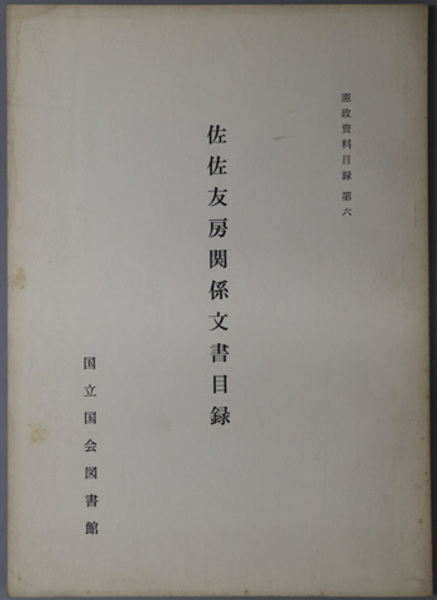 憲政資料目録 第六
佐佐友房関係文書目録
国立国会図書館